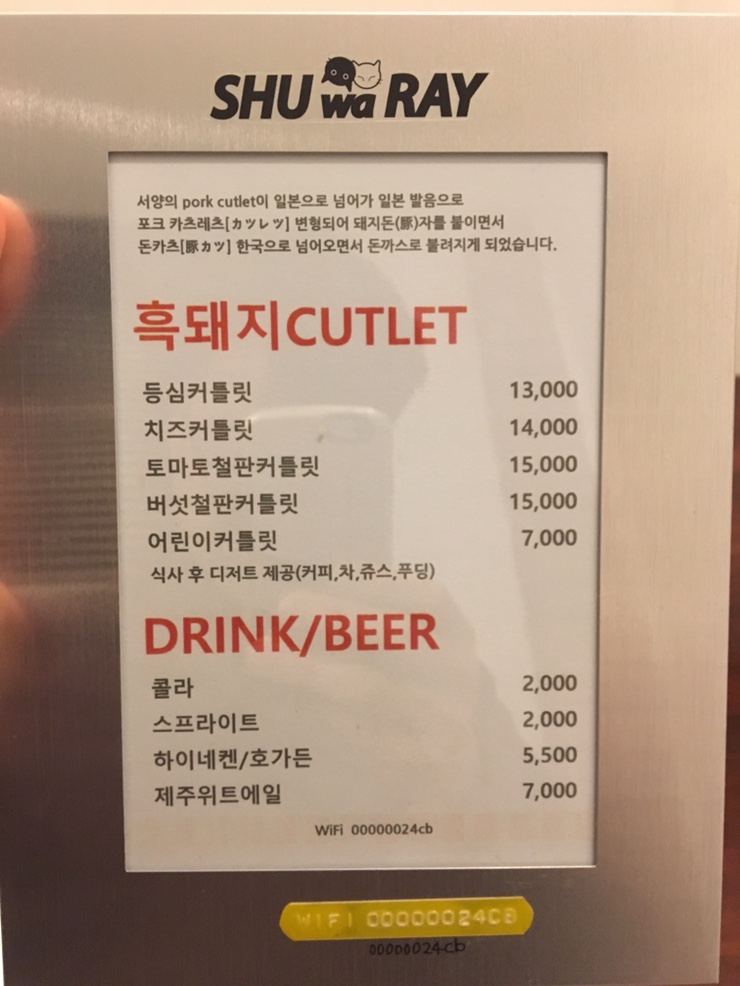 SHU wa RAY
서양의 pork cutlet이 일본으로 넘어가 일본 발음으로
포크 카츠레츠[カツレツ] 변형되어 돼지돈(豚)자를 붙이면서
돈카츠[豚カツ] 한국으로 넘어오면서 돈까스로 불려지게 되었습니다.
흑돼지CUTLET
등심커틀릿 13,000
치즈커틀릿 14,000
토마토철판커틀릿 15,000
버섯철판커틀릿 15,000
어린이커틀릿 7,000
식사 후 디저트 제공(커피,차,쥬스,푸딩)
DRINK/BEER
콜라 2,000
스프라이트 2,000
하이네켄/호가든 5,500
제주위트에일 7,000
WiFi 00000024cb
WIFI 00000024CB
00000024cb